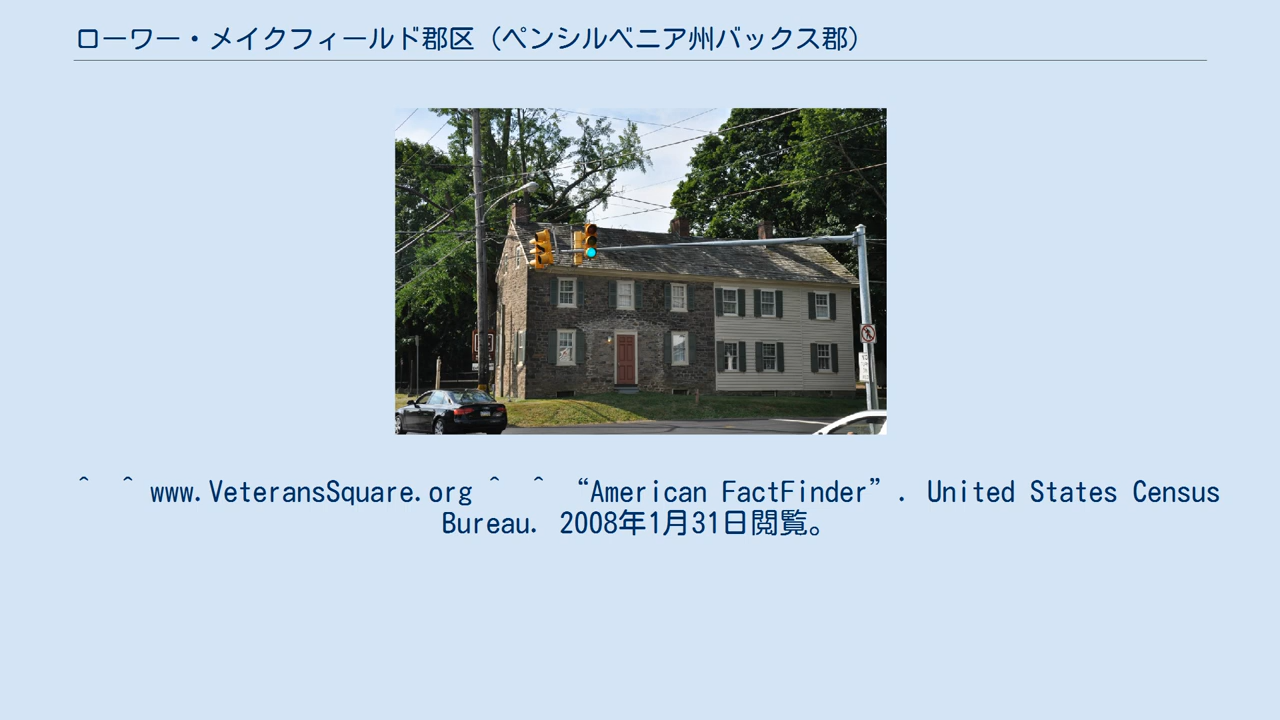 ローワー・メイクフィールド郡区（ペンシルベニア州バックス郡）
^ ^ www.VeteransSquare.org ^ ^ “American FactFinder”. United States Census
Bureau. 2008年1月31日閲覧。